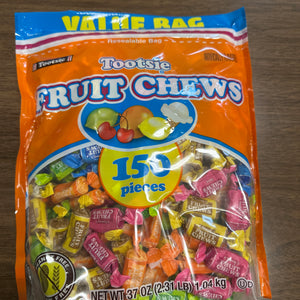 VALUE BAG
Resealable Bag
Tootsie
Tootsie
FRUIT CHEWS
150
pieces
NET WT 37 OZ (2.31 LB) 1.04 KG